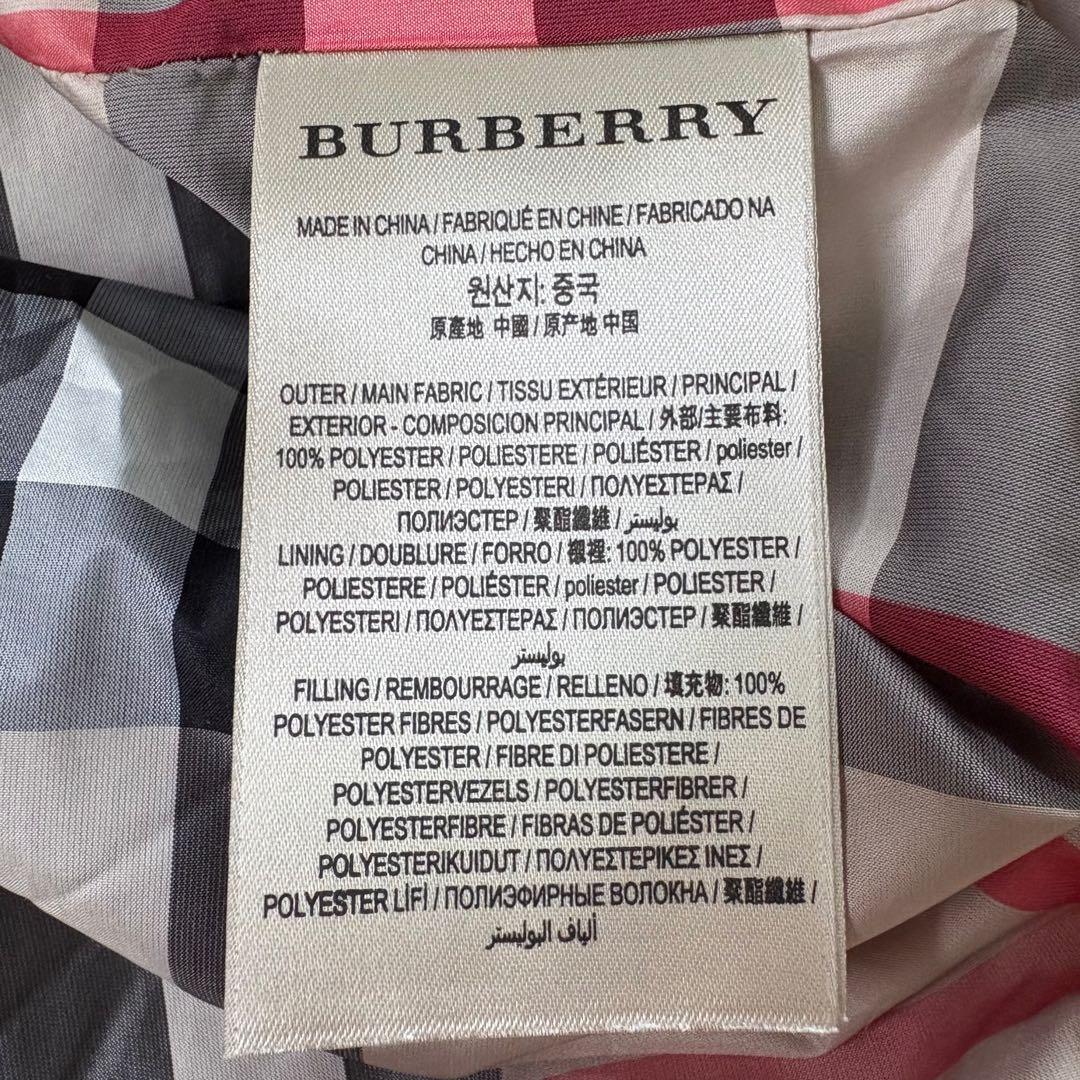 BURBERRY
MADE IN CHINA / FABRIQUÉ EN CHINE / FABRICADO NA
CHINA / HECHO EN CHINA
원산지: 중국
原產地 中國 / 原产地 中国
OUTER / MAIN FABRIC / TISSU EXTÉRIEUR / PRINCIPAL /
EXTERIOR - COMPOSICION PRINCIPAL / 外部/主要布料:
100% POLYESTER / POLIESTERE / POLIÉSTER / poliester /
POLIESTER / POLYESTERI / ΠΟΛΥΕΣΤΕΡΑΣ /
ПОЛИЭСТЕР / 聚酯纖維 / بوليستر
LINING / DOUBLURE / FORRO / 襯裡: 100% POLYESTER /
POLIESTERE / POLIÉSTER / poliester / POLIESTER /
POLYESTERI / ΠΟΛΥΕΣΤΕΡΑΣ / ПОЛИЭСТЕР / 聚酯纖維 /
بوليستر
FILLING / REMBOURRAGE / RELLENO / 填充物: 100%
POLYESTER FIBRES / POLYESTERFASERN / FIBRES DE
POLYESTER / FIBRE DI POLIESTERE /
POLYESTERVEZELS / POLYESTERFIBRER /
POLYESTERFIBRE / FIBRAS DE POLIÉSTER /
POLYESTERIKUIDUT / ΠΟΛΥΕΣΤΕΡΙΚΕΣ ΙΝΕΣ /
POLYESTER LİFİ / ПОЛИЭФИРНЫЕ ВОЛОКНА / 聚酯纖維 /
ألياف البوليستر